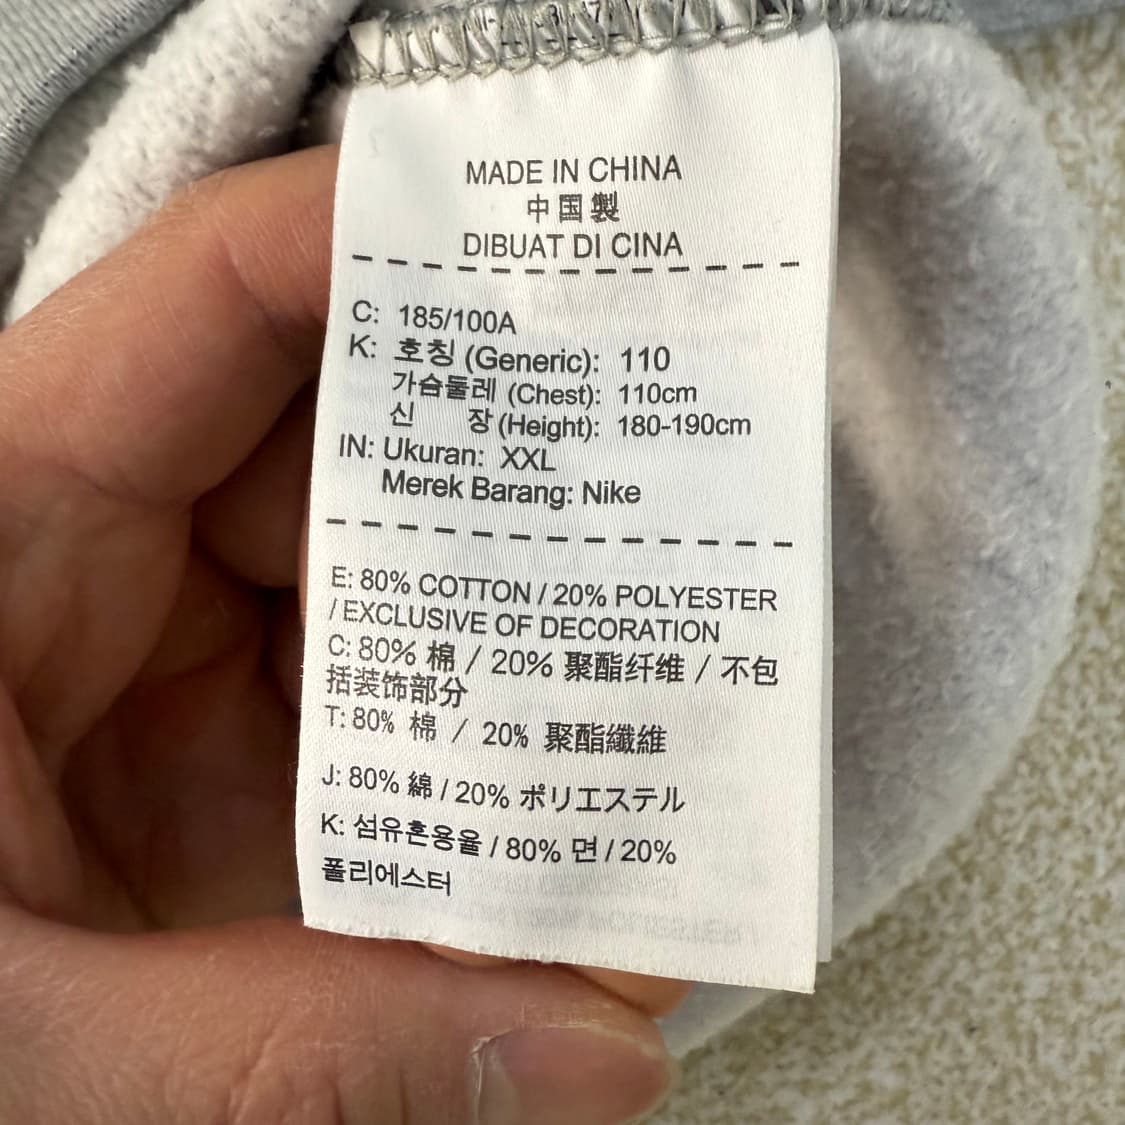 MADE IN CHINA
中国製
DIBUAT DI CINA
C: 185/100A
K: 호칭 (Generic): 110
가슴둘레 (Chest): 110cm
신 장 (Height): 180-190cm
IN: Ukuran: XXL
Merek Barang: Nike
E: 80% COTTON / 20% POLYESTER
/ EXCLUSIVE OF DECORATION
C: 80% 棉 / 20% 聚酯纤维 / 不包
括装饰部分
T: 80% 棉 / 20% 聚酯纖維
J: 80% 綿 / 20% ポリエステル
K: 섬유혼용율 / 80% 면 / 20%
폴리에스터